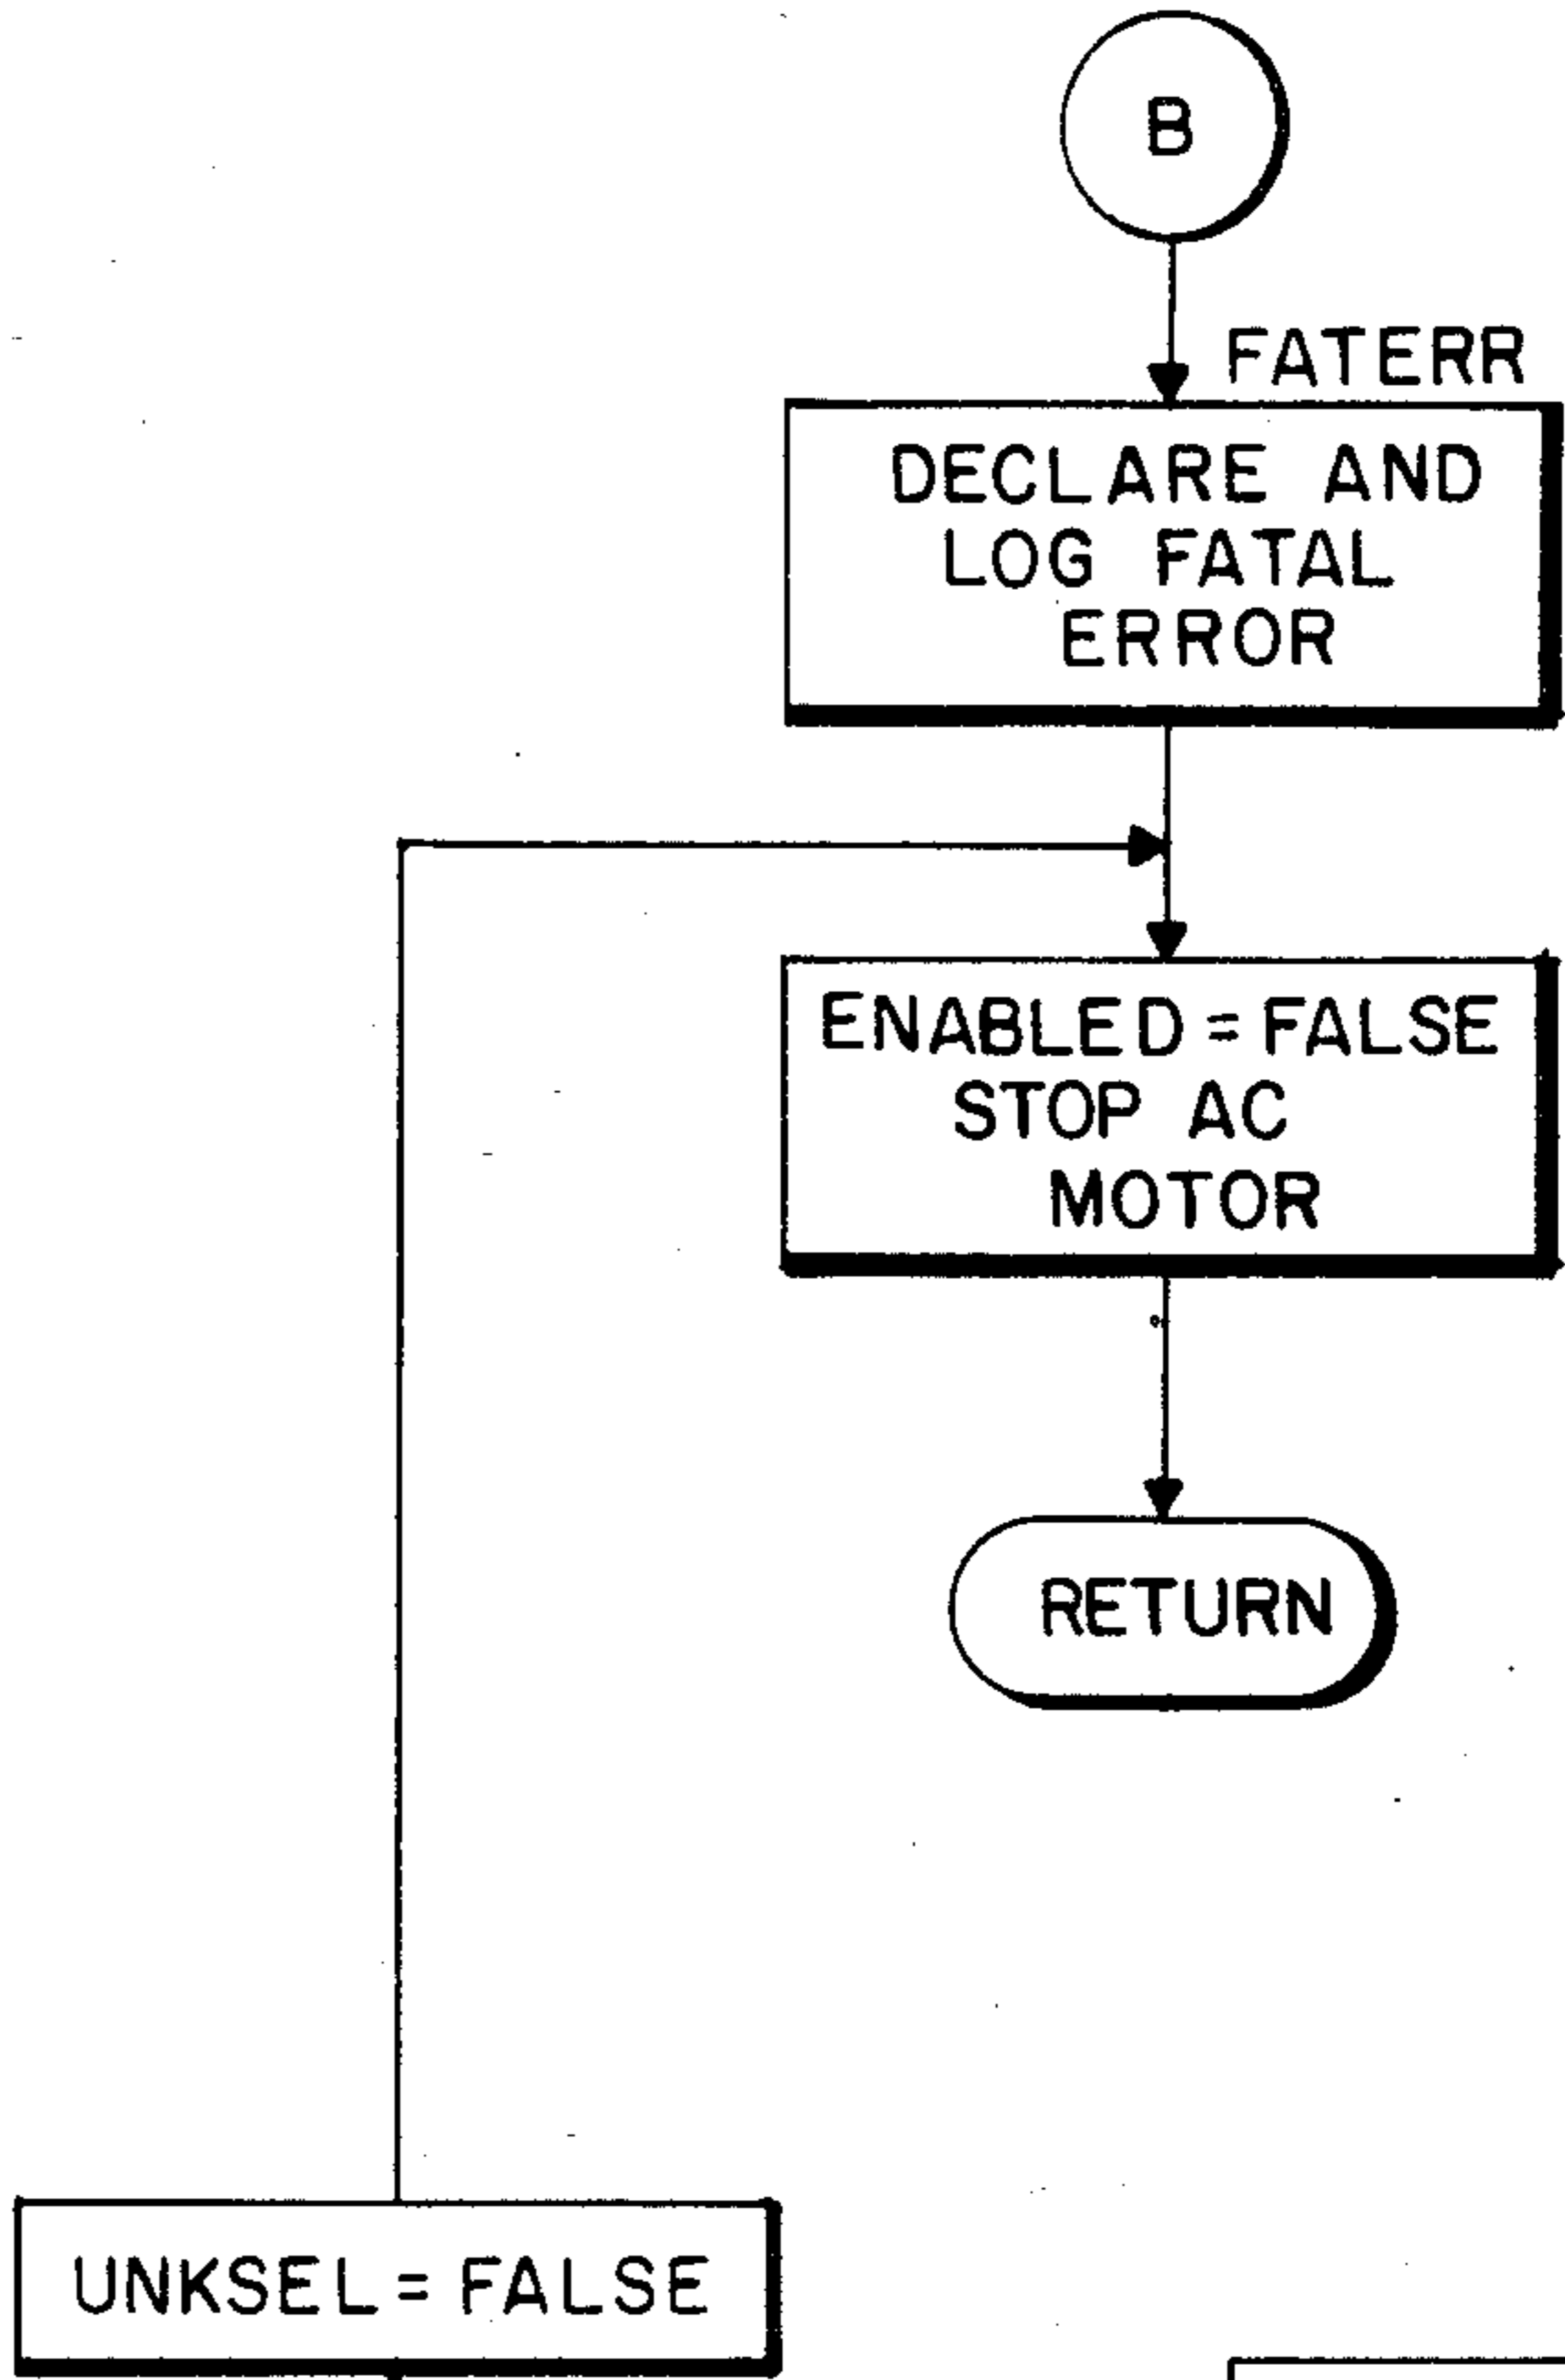 B
FATERR
DECLARE AND
LOG FATAL
ERROR
ENABLED = FALSE
STOP AC
MOTOR
RETURN
UNKSEL = FALSE